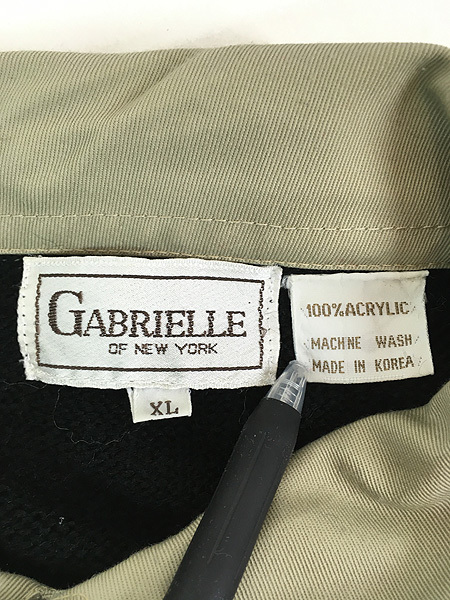 GABRIELLE
OF NEW YORK
XL
100% ACRYLIC
MACHNE WASH
MADE IN KOREA